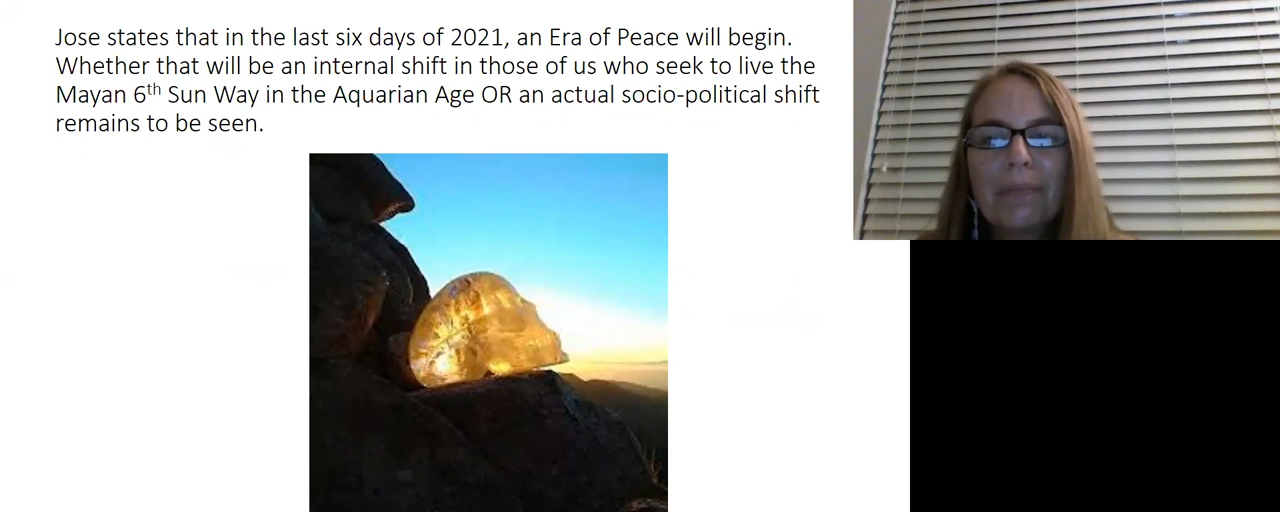 Jose states that in the last six days of 2021, an Era of Peace will begin.
Whether that will be an internal shift in those of us who seek to live the
Mayan 6th Sun Way in the Aquarian Age OR an actual socio-political shift
remains to be seen.